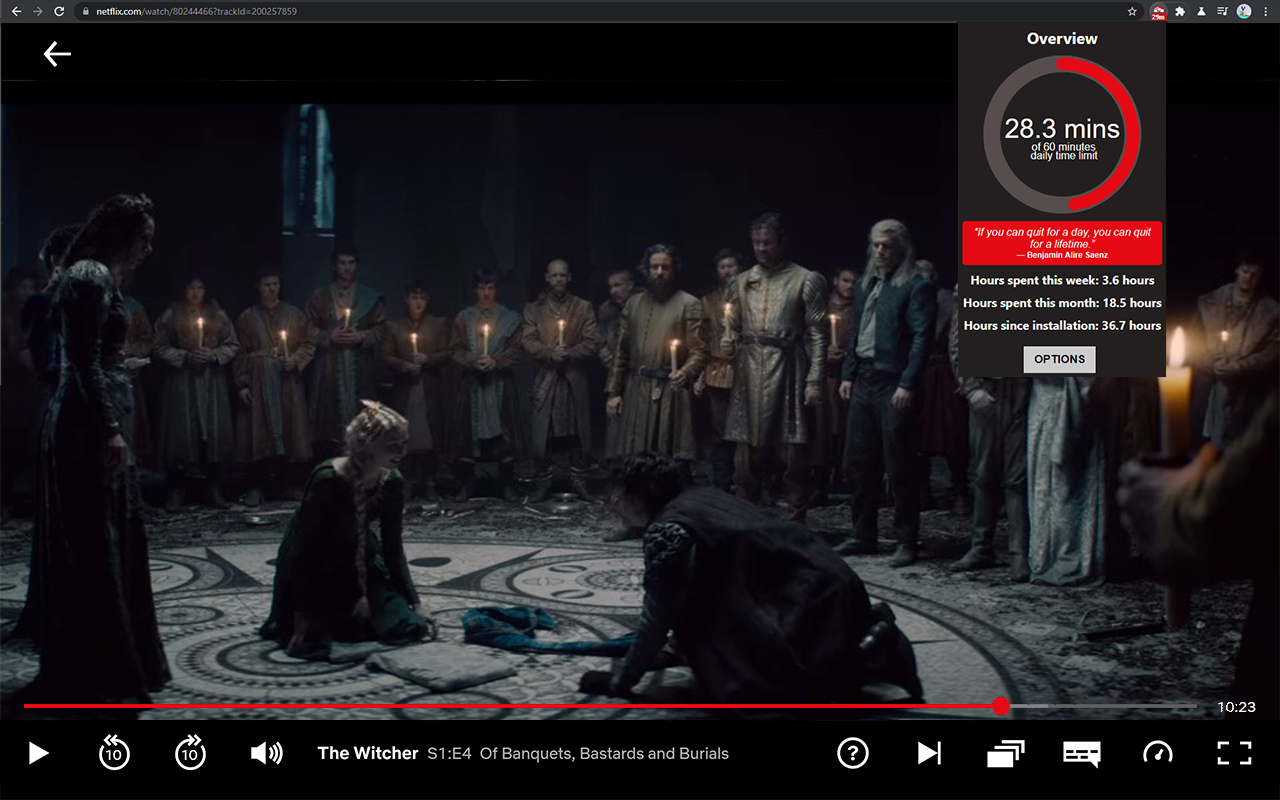 netflix.com/watch/80244466?trackId=200257859
29m
Overview
28.3 mins
of 60 minutes
daily time limit
"If you can quit for a day, you can quit
for a lifetime."
— Benjamin Alire Saenz
Hours spent this week: 3.6 hours
Hours spent this month: 18.5 hours
Hours since installation: 36.7 hours
OPTIONS
10:23
10
10
The Witcher S1:E4 Of Banquets, Bastards and Burials
?